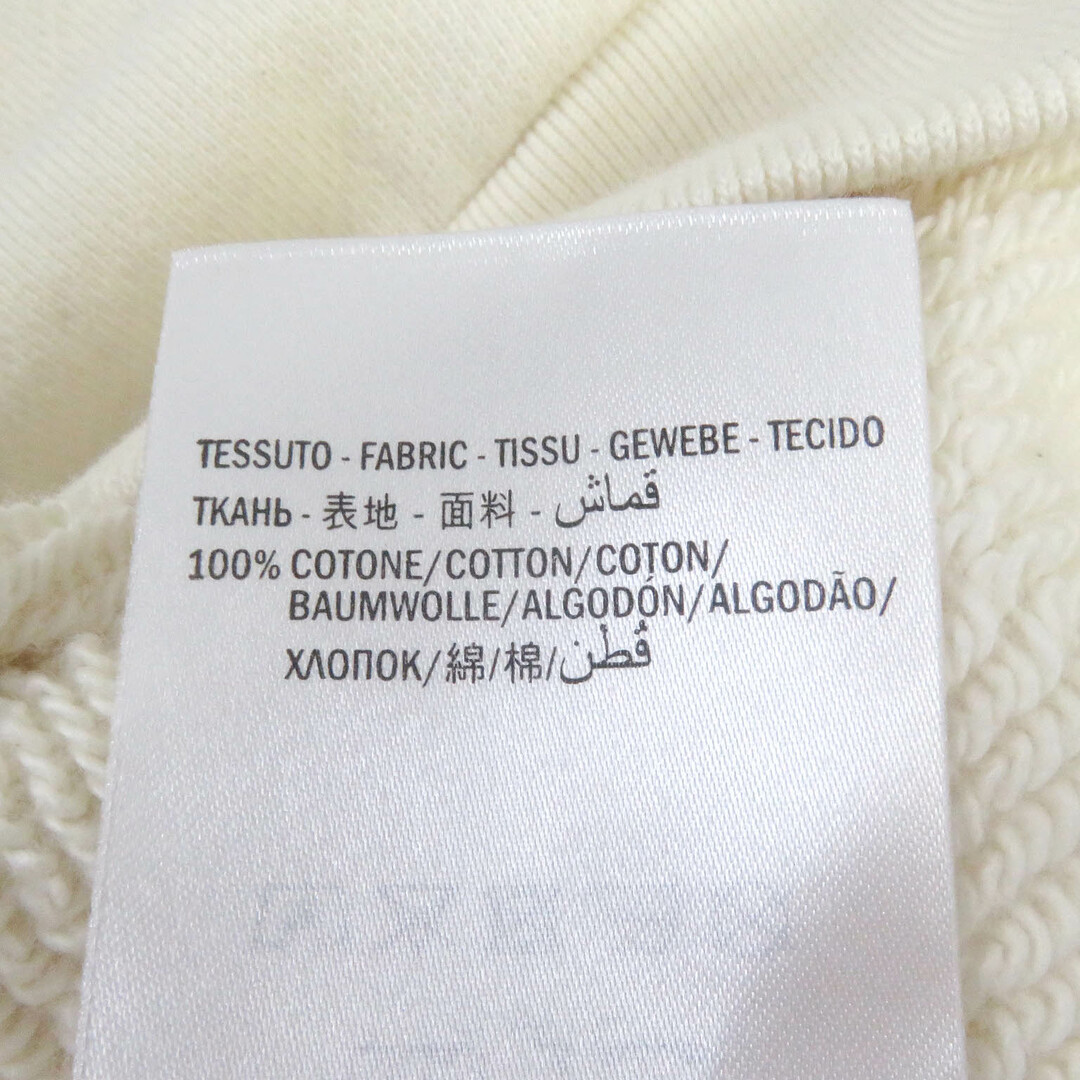 TESSUTO - FABRIC - TISSU - GEWEBE - TECIDO
ТКАНЬ - 表地 - 面料 - قماش
100% COTONE/COTTON/COTON/
BAUMWOLLE/ALGODÓN/ALGODÃO/
ХЛОПОК/綿/棉/قُطْن